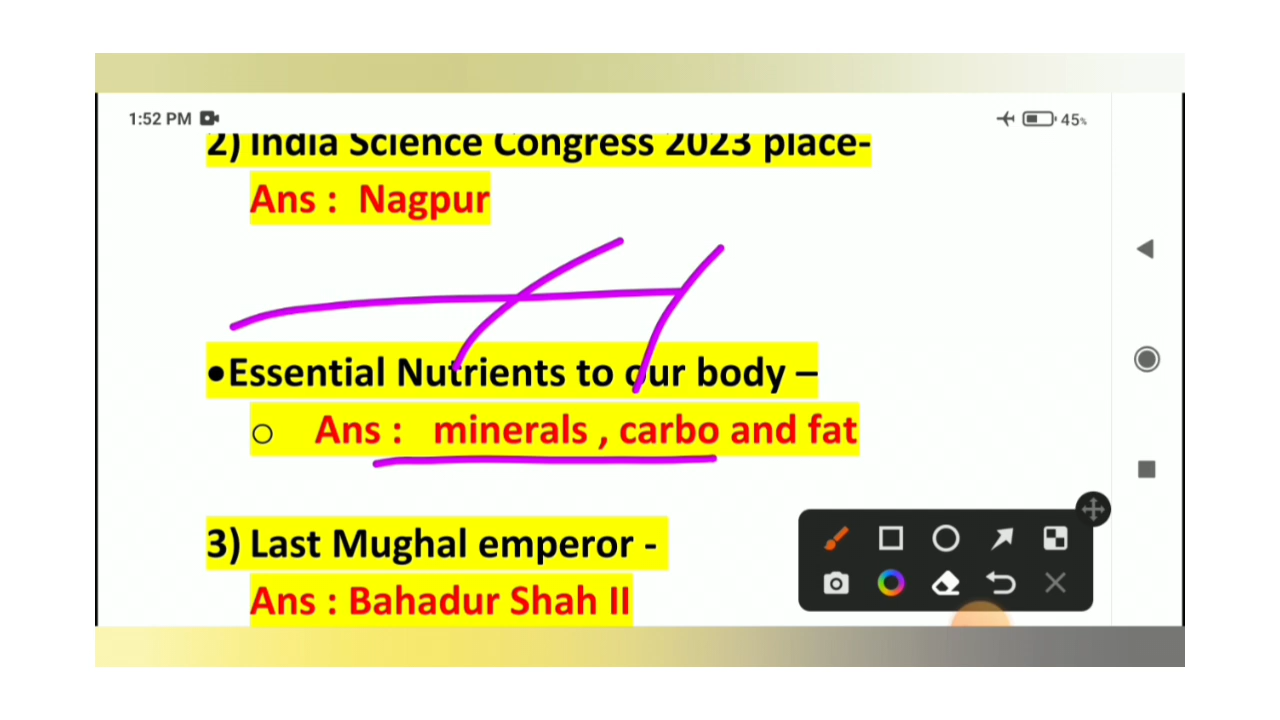 1:52 PM 45%
2) India Science Congress 2023 place-
Ans : Nagpur
•Essential Nutrients to our body –
o Ans : minerals , carbo and fat
3) Last Mughal emperor -
Ans : Bahadur Shah II